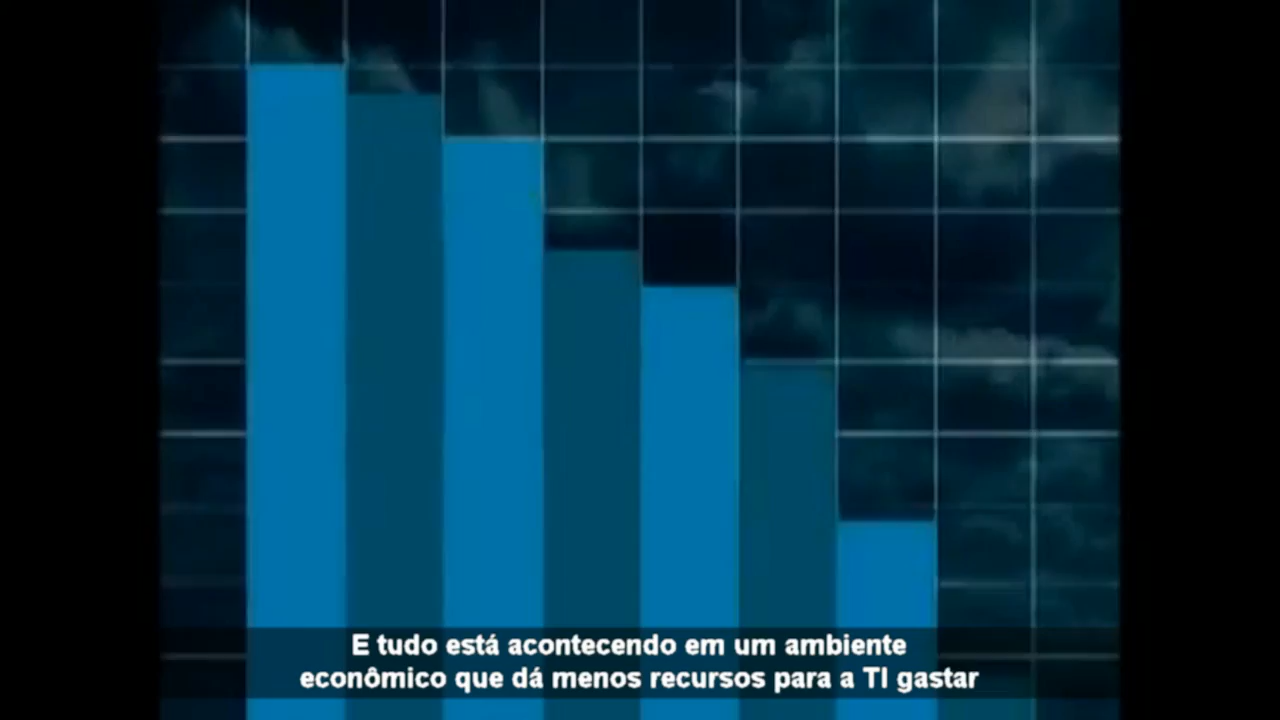 E tudo está acontecendo em um ambiente
econômico que dá menos recursos para a TI gastar